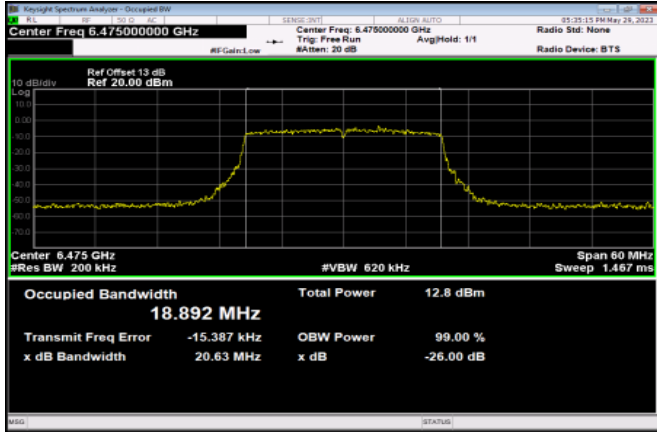 Keysight Spectrum Analyzer - Occupied BW
RL RF 50 Ω AC SENSE:INT ALIGN AUTO 05:35:15 PM May 29, 2023
Center Freq 6.475000000 GHz Center Freq: 6.475000000 GHz Radio Std: None
Trig: Free Run Avg|Hold: 1/1
#IFGain:Low #Atten: 20 dB Radio Device: BTS
Ref Offset 13 dB
10 dB/div Ref 20.00 dBm
Log
10.0
0.00
-10.0
-20.0
-30.0
-40.0
-50.0
-60.0
-70.0
Center 6.475 GHz Span 60 MHz
#Res BW 200 kHz #VBW 620 kHz Sweep 1.467 ms
Occupied Bandwidth Total Power 12.8 dBm
18.892 MHz
Transmit Freq Error -15.387 kHz OBW Power 99.00 %
x dB Bandwidth 20.63 MHz x dB -26.00 dB
MSG STATUS